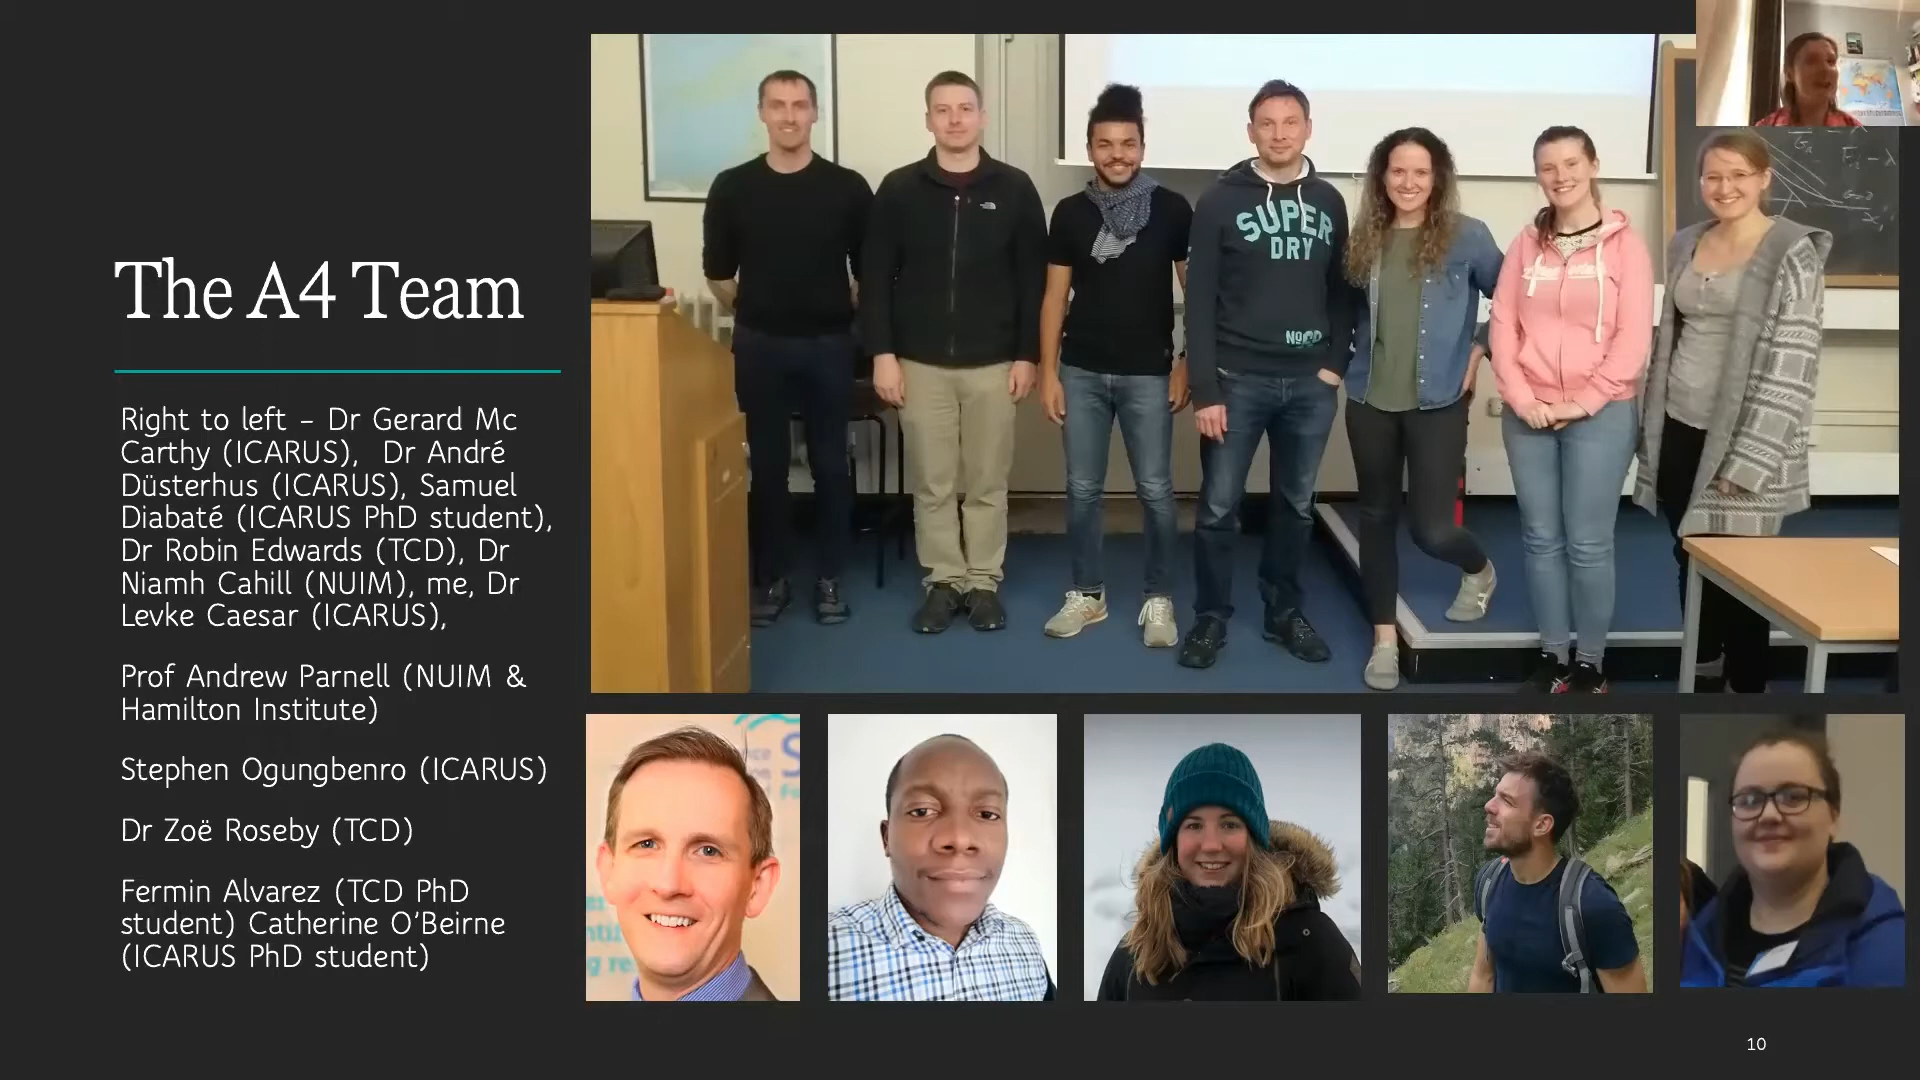 The A4 Team
Right to left – Dr Gerard Mc
Carthy (ICARUS),  Dr André
Düsterhus (ICARUS), Samuel
Diabaté (ICARUS PhD student),
Dr Robin Edwards (TCD), Dr
Niamh Cahill (NUIM), me, Dr
Levke Caesar (ICARUS),
Prof Andrew Parnell (NUIM &
Hamilton Institute)
Stephen Ogungbenro (ICARUS)
Dr Zoë Roseby (TCD)
Fermin Alvarez (TCD PhD
student) Catherine O'Beirne
(ICARUS PhD student)
SUPER
DRY
10